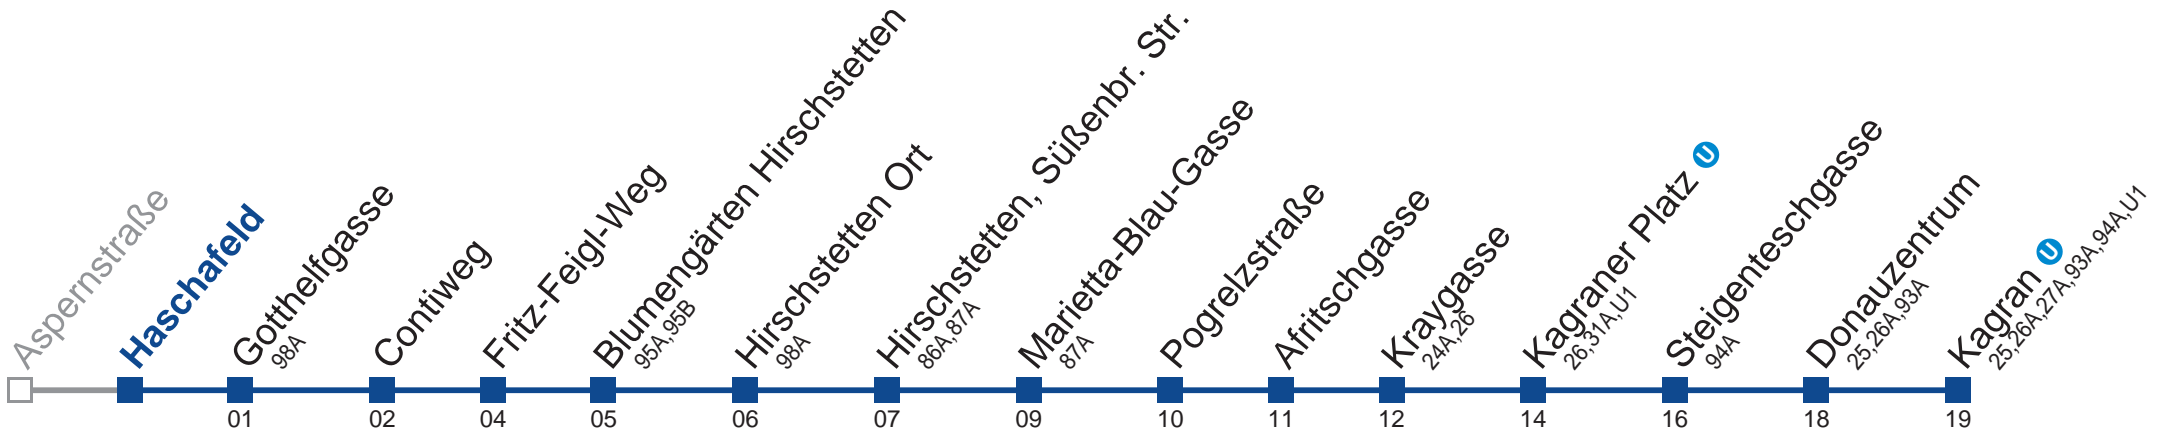 Aspernstraße
Haschafeld
Gotthelfgasse
98A
Contiweg
Fritz-Feigl-Weg
Blumengärten Hirschstetten
95A,95B
Hirschstetten Ort
98A
Hirschstetten, Süßenbr. Str.
86A,87A
Marietta-Blau-Gasse
87A
Pogrelzstraße
Afritschgasse
Kraygasse
24A,26
Kagraner Platz U
26,31A,U1
Steigenteschgasse
94A
Donauzentrum
25,26A,93A
Kagran U
25,26A,27A,93A,94A,U1
01 02 04 05 06 07 09 10 11 12 14 16 18 19